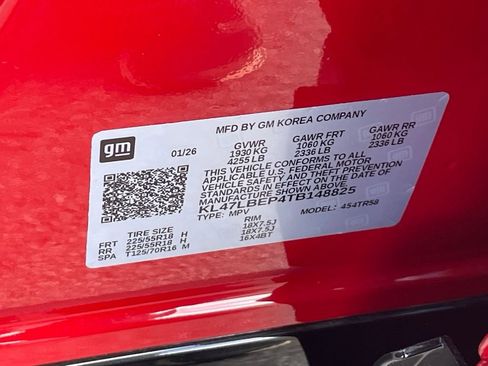 MFD BY GM KOREA COMPANY
gm
01/26
GVWR GAWR FRT GAWR RR
1930 KG 1060 KG 1060 KG
4255 LB 2336 LB 2336 LB
THIS VEHICLE CONFORMS TO ALL
APPLICABLE U.S. FEDERAL MOTOR
VEHICLE SAFETY AND THEFT PREVENTION
STANDARDS IN EFFECT ON THE DATE OF
MANUFACTURE SHOWN ABOVE.
KL47LBEP4TB148825
TYPE: MPV MODEL: 454TR58
TIRE SIZE RIM
FRT 225/55R18 H 18X7.5J
RR 225/55R18 H 18X7.5J
SPA T125/70R16 M 16X4BT